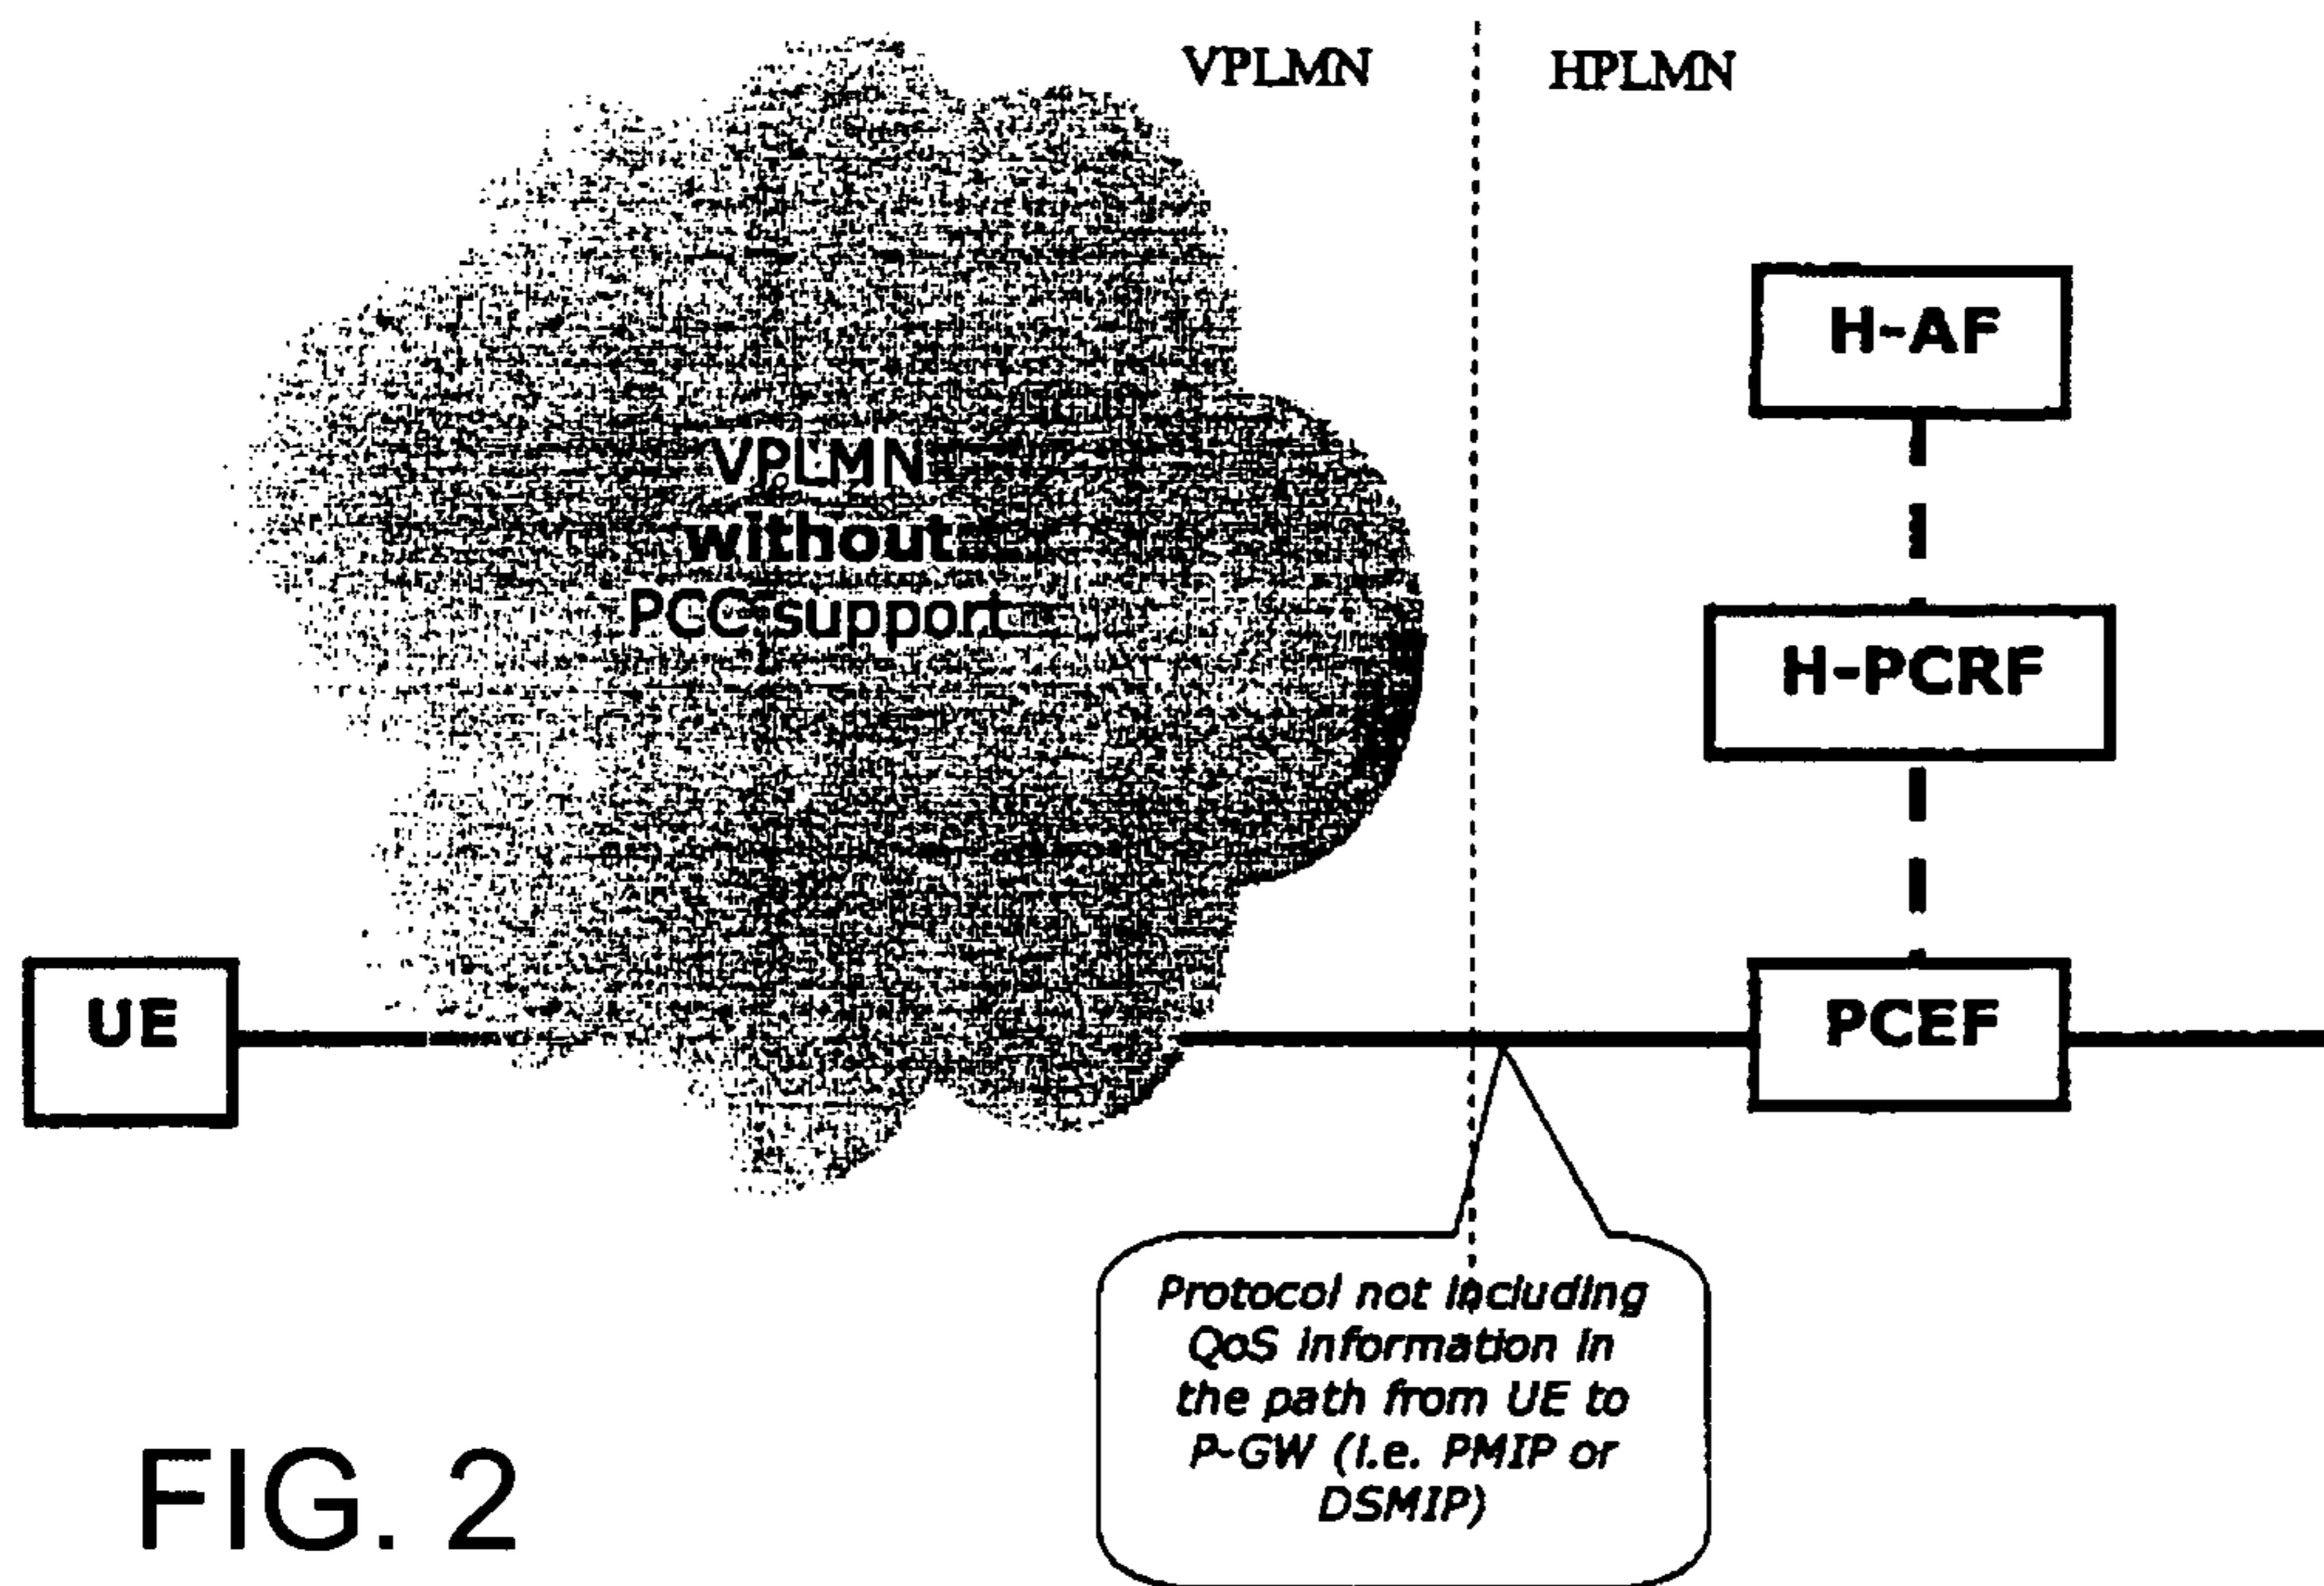 VPLMN
HPLMN
H-AF
VPLMN
without
PCC support
H-PCRF
UE
PCEF
Protocol not including
QoS information in
the path from UE to
P-GW (i.e. PMIP or
DSMIP)
FIG. 2